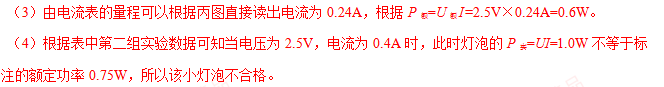 （3）由电流表的量程可以根据丙图直接读出电流为 0.24A，根据 P额=U额I=2.5V×0.24A=0.6W。
（4）根据表中第二组实验数据可知当电压为 2.5V，电流为 0.4A 时，此时灯泡的 P实=UI=1.0W 不等于标
注的额定功率 0.75W，所以该小灯泡不合格。